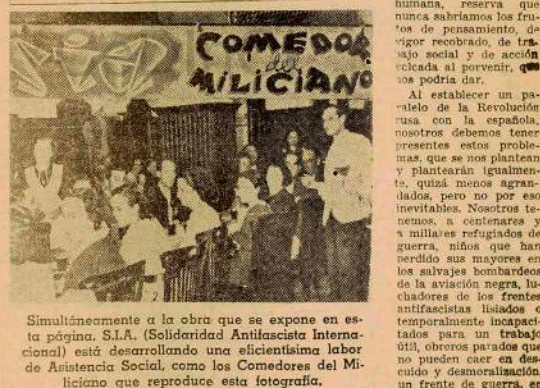 COMEDOR
del
MILICIANO
Simultáneamente a la obra que se expone en es-
ta página. S.I.A. (Solidaridad Antifascista Interna-
cional) está desarrollando una eficientísima labor
de Asistencia Social, como los Comedores del Mi-
liciano que reproduce esta fotografía.
humana, reserva que
nunca sabríamos los fru-
tos de pensamiento, de
vigor recobrado, de tra-
bajo social y de acción
volcada al porvenir, que
nos podría dar.
Al establecer un pa-
ralelo de la Revolución
rusa con la española,
nosotros debemos tener
presentes estos proble-
mas, que se nos plantean
y plantearán igualmen-
te, quizá menos agran-
dados, pero no por eso
inevitables. Nosotros te-
nemos, a centenares y
a millares refugiados de
guerra, niños que han
perdido sus mayores en
los salvajes bombardeos
de la aviación negra, lu-
chadores de los frentes
antifascistas lisiados o
temporalmente incapaci-
tados para un trabajo
útil, obreros parados que
no pueden caer en des-
cuido y desmoralización
un frente de guerra, es